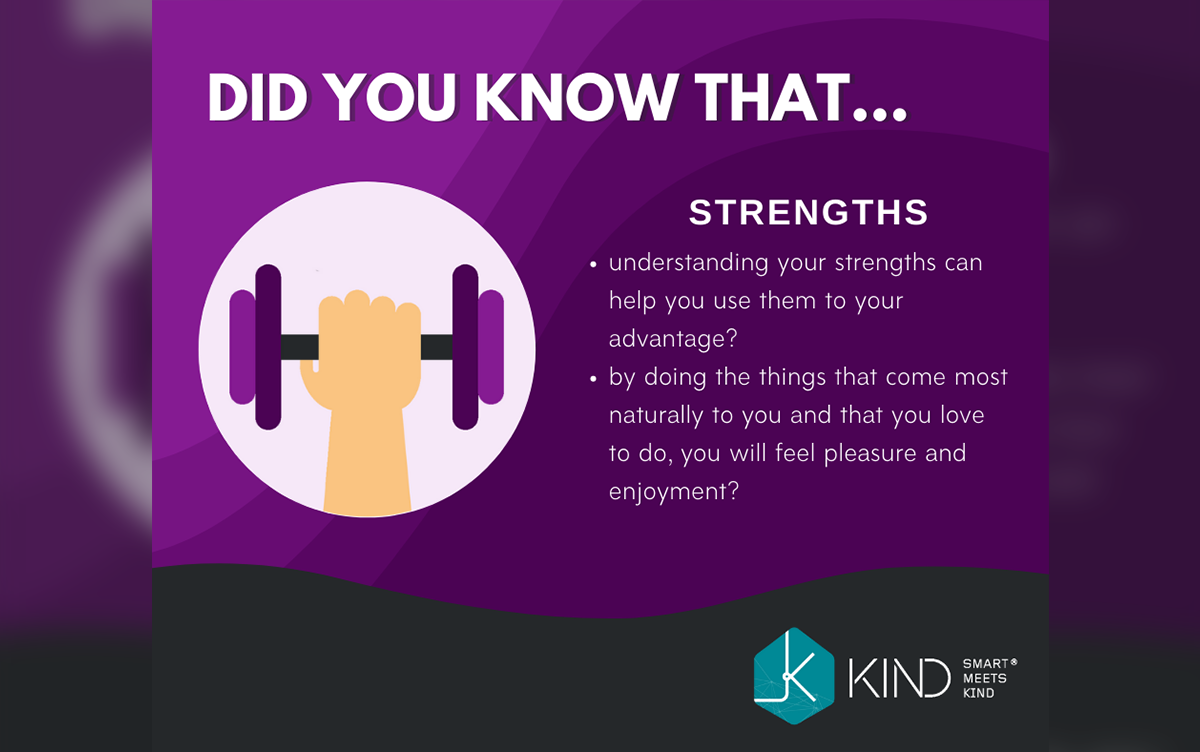 DID YOU KNOW THAT...
STRENGTHS
• understanding your strengths can
help you use them to your
advantage?
• by doing the things that come most
naturally to you and that you love
to do, you will feel pleasure and
enjoyment?
K
KIND
SMART®
MEETS
KIND